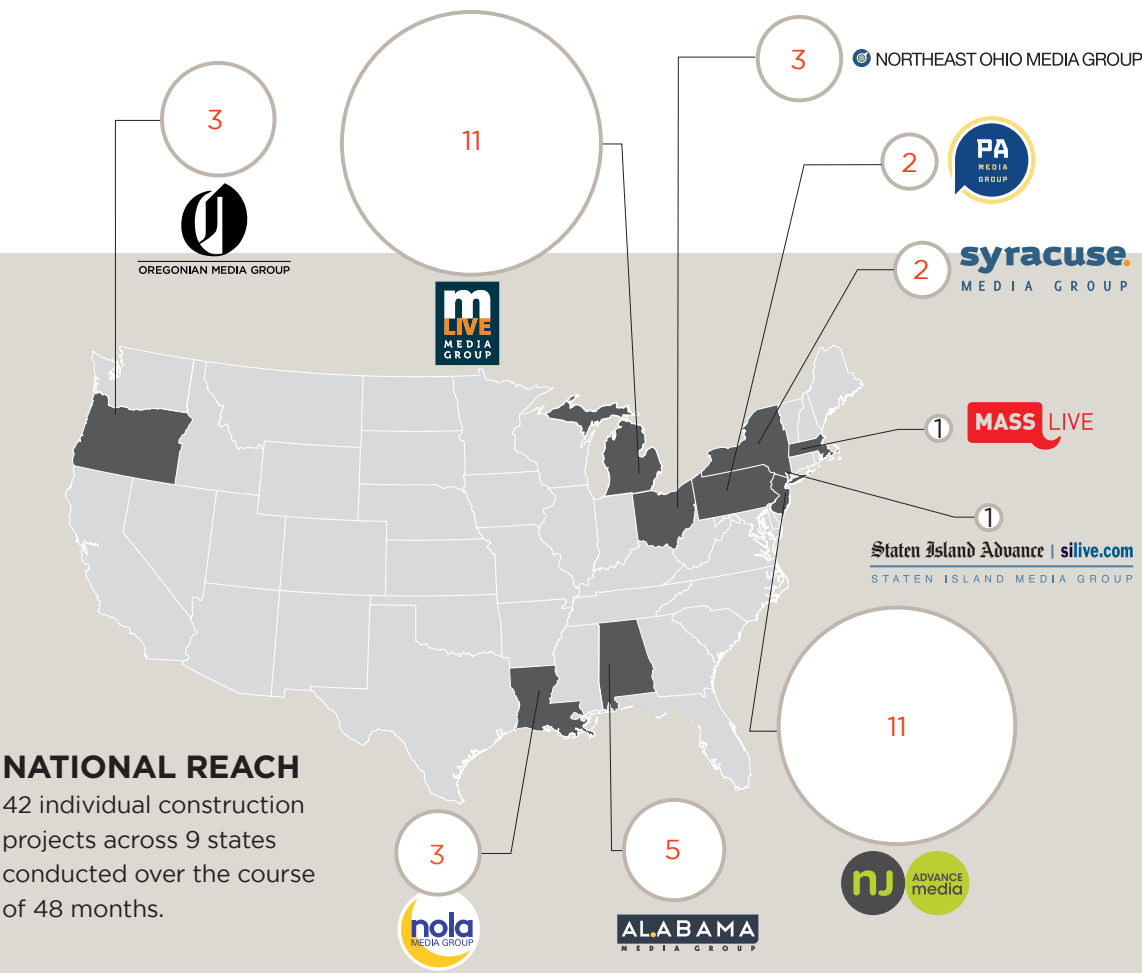 3
OREGONIAN MEDIA GROUP
11
m
LIVE
MEDIA
GROUP
3
NORTHEAST OHIO MEDIA GROUP
2
PA
MEDIA
GROUP
2
syracuse.
MEDIA GROUP
1
MASS LIVE
1
Staten Island Advance | silive.com
STATEN ISLAND MEDIA GROUP
11
nj ADVANCE
media
5
ALABAMA
MEDIA GROUP
3
nola
MEDIA GROUP
NATIONAL REACH
42 individual construction
projects across 9 states
conducted over the course
of 48 months.